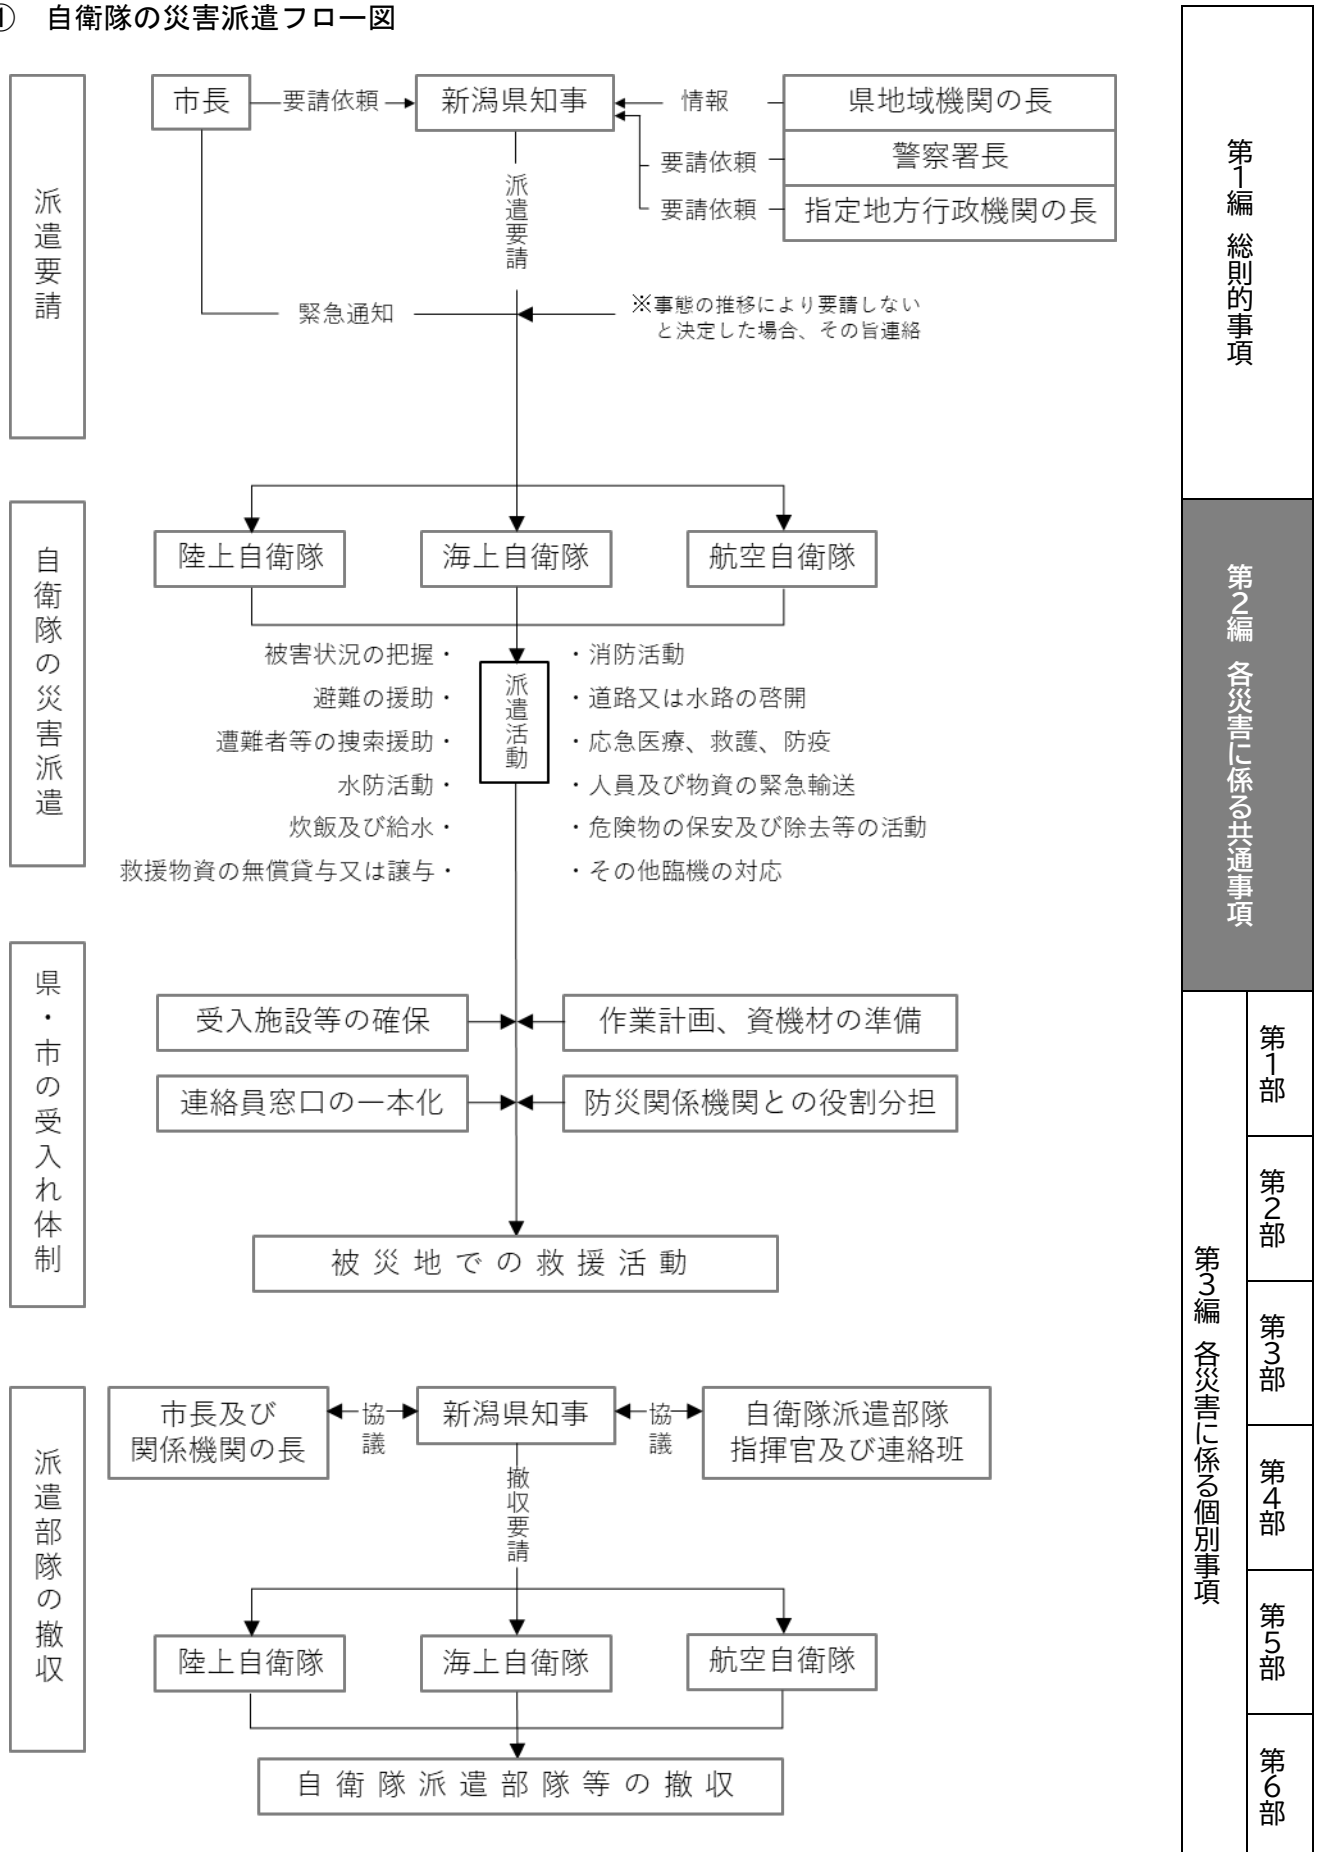 ① 自衛隊の災害派遣フロー図
派遣要請
市長
要請依頼
新潟県知事
情報
県地域機関の長
要請依頼
警察署長
要請依頼
指定地方行政機関の長
派遣要請
緊急通知
※事態の推移により要請しない
と決定した場合、その旨連絡
自衛隊の災害派遣
陸上自衛隊
海上自衛隊
航空自衛隊
派遣活動
被害状況の把握・
避難の援助・
遭難者等の捜索援助・
水防活動・
炊飯及び給水・
救援物資の無償貸与又は譲与・
・消防活動
・道路又は水路の啓開
・応急医療、救護、防疫
・人員及び物資の緊急輸送
・危険物の保安及び除去等の活動
・その他臨機の対応
県・市の受入れ体制
受入施設等の確保
作業計画、資機材の準備
連絡員窓口の一本化
防災関係機関との役割分担
被災地での救援活動
派遣部隊の撤収
市長及び
関係機関の長
協議
新潟県知事
協議
自衛隊派遣部隊
指揮官及び連絡班
撤収要請
陸上自衛隊
海上自衛隊
航空自衛隊
自衛隊派遣部隊等の撤収
第1編 総則的事項
第2編 各災害に係る共通事項
第3編 各災害に係る個別事項
第1部
第2部
第3部
第4部
第5部
第6部